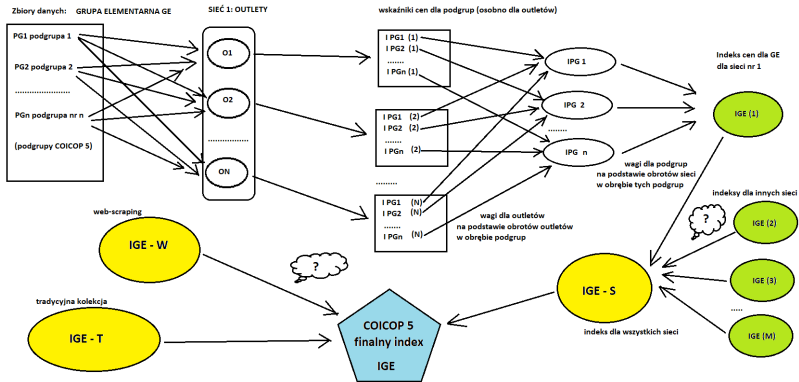 Zbiory danych:
GRUPA ELEMENTARNA GE
SIEĆ 1: OUTLETY
wskaźniki cen dla podgrup (osobno dla outletów)
PG1 podgrupa 1
PG2 podgrupa 2
.......................
PGn podgrupa nr n
(podgrupy COICOP 5)
O1
O2
.................
ON
I PG1 (1)
I PG2 (1)
.......
I PGn (1)
I PG1 (2)
I PG2 (2)
.......
I PGn (2)
.........
I PG1 (N)
I PG2 (N)
.......
I PGn (N)
IPG 1
IPG 2
........
IPG n
Indeks cen dla GE
dla sieci nr 1
IGE (1)
wagi dla podgrup
na podstawie obrotów sieci
w obrębie tych podgrup
wagi dla outletów
na podstawie obrotów outletów
w obrębie podgrup
indeksy dla innych sieci
?
IGE (2)
IGE (3)
.....
IGE (M)
web-scraping
IGE - W
?
IGE - S
indeks dla wszystkich sieci
tradycyjna kolekcja
IGE - T
COICOP 5
finalny index
IGE